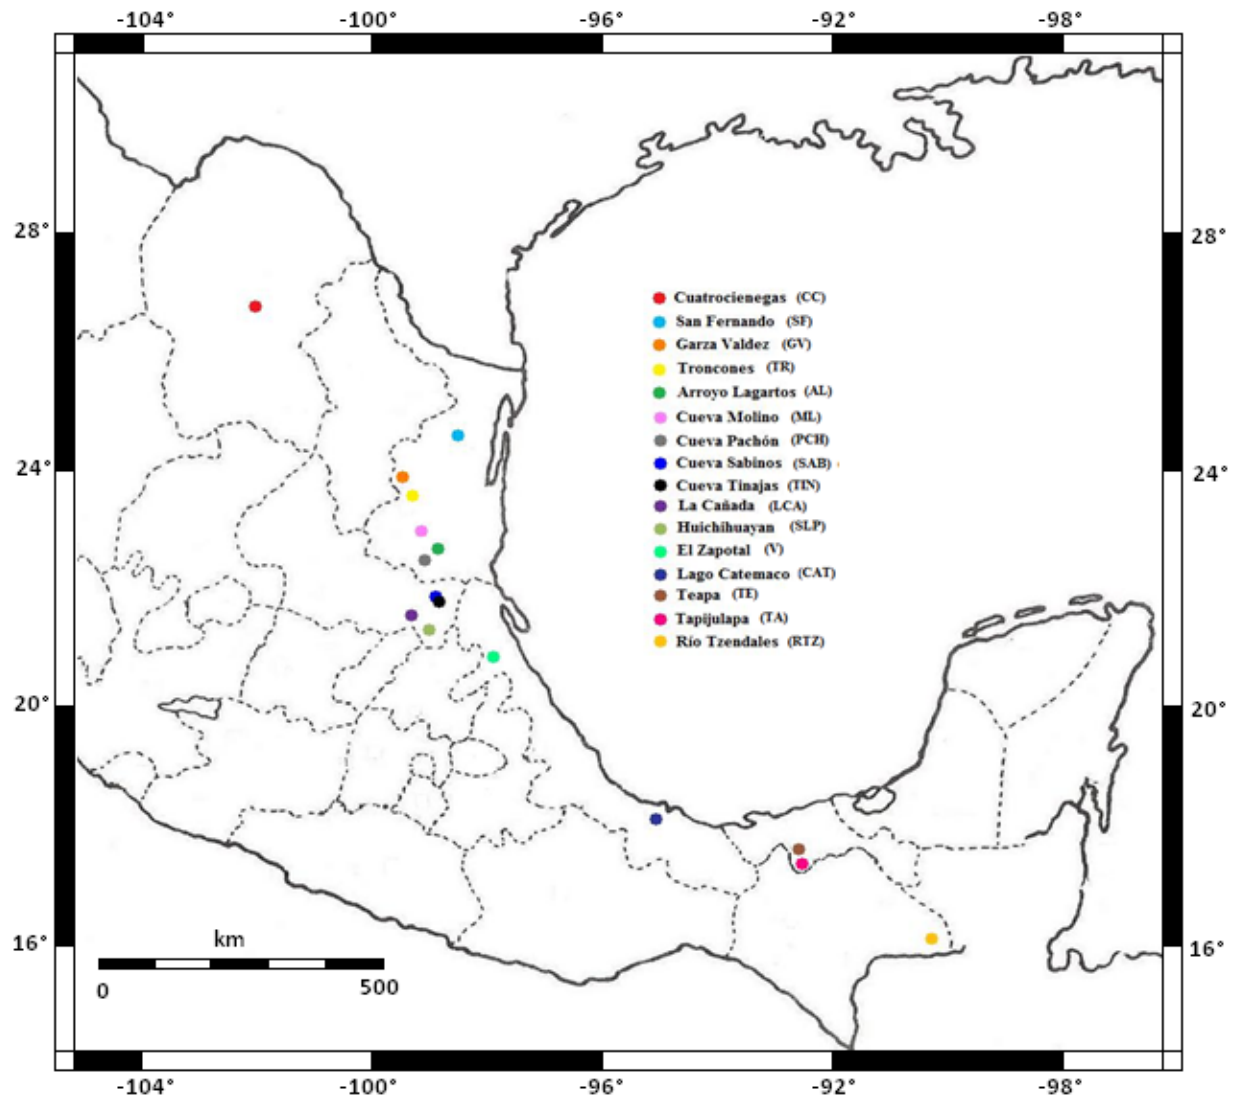 -104° -100° -96° -92° -98°
28° 28°
Cuatrocienegas (CC)
San Fernando (SF)
Garza Valdez (GV)
Troncones (TR)
Arroyo Lagartos (AL)
Cueva Molino (ML)
Cueva Pachón (PCH)
24° 24°
Cueva Sabinos (SAB)
Cueva Tinajas (TIN)
La Cañada (LCA)
Huichihuayan (SLP)
El Zapotal (V)
Lago Catemaco (CAT)
Teapa (TE)
Tapijulapa (TA)
Río Tzendales (RTZ)
20° 20°
km
16° 16°
0 500
-104° -100° -96° -92° -98°